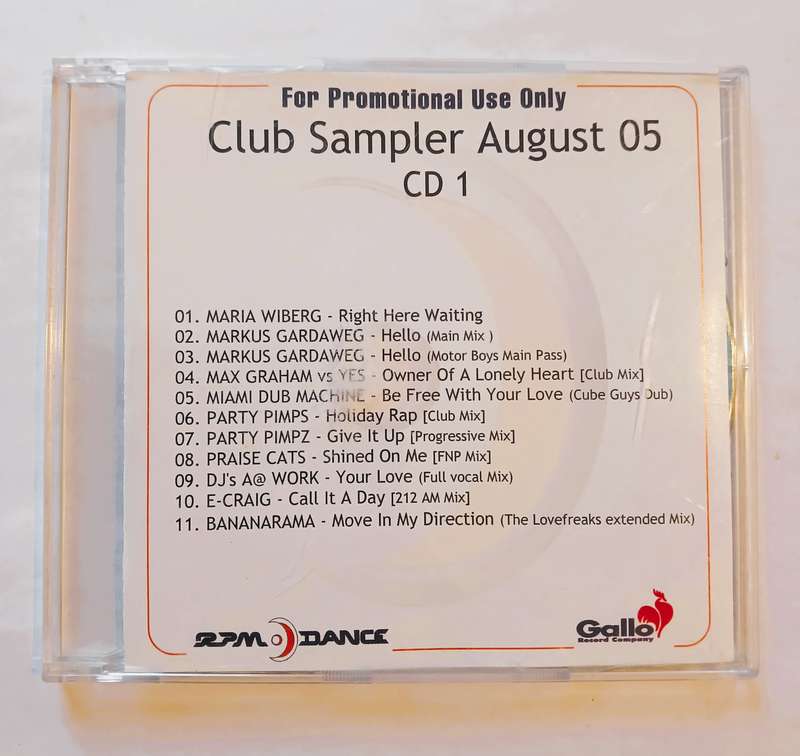 For Promotional Use Only
Club Sampler August 05
CD 1
01. MARIA WIBERG - Right Here Waiting
02. MARKUS GARDAWEG - Hello (Main Mix )
03. MARKUS GARDAWEG - Hello (Motor Boys Main Pass)
04. MAX GRAHAM vs YES - Owner Of A Lonely Heart [Club Mix]
05. MIAMI DUB MACHINE - Be Free With Your Love (Cube Guys Dub)
06. PARTY PIMPS - Holiday Rap [Club Mix]
07. PARTY PIMPZ - Give It Up [Progressive Mix]
08. PRAISE CATS - Shined On Me [FNP Mix]
09. DJ's A@ WORK - Your Love (Full vocal Mix)
10. E-CRAIG - Call It A Day [212 AM Mix]
11. BANANARAMA - Move In My Direction (The Lovefreaks extended Mix)
RPM DANCE
Gallo
Record Company